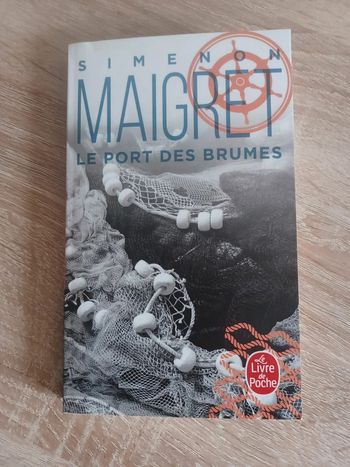 SIMENON
MAIGRET
LE PORT DES BRUMES
Le
Livre
de
Poche